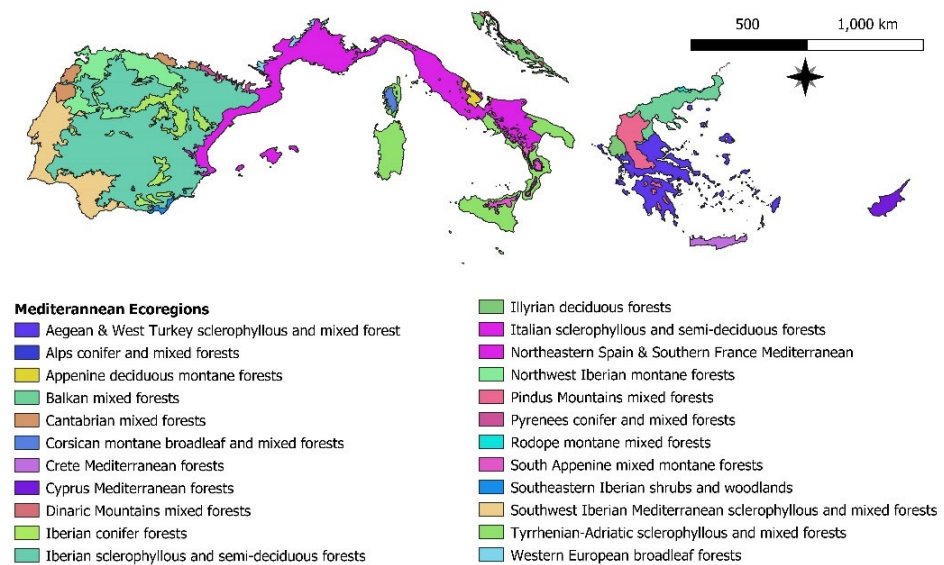 500 1,000 km
Mediterannean Ecoregions
Aegean & West Turkey sclerophyllous and mixed forest
Alps conifer and mixed forests
Appenine deciduous montane forests
Balkan mixed forests
Cantabrian mixed forests
Corsican montane broadleaf and mixed forests
Crete Mediterranean forests
Cyprus Mediterranean forests
Dinaric Mountains mixed forests
Iberian conifer forests
Iberian sclerophyllous and semi-deciduous forests
Illyrian deciduous forests
Italian sclerophyllous and semi-deciduous forests
Northeastern Spain & Southern France Mediterranean
Northwest Iberian montane forests
Pindus Mountains mixed forests
Pyrenees conifer and mixed forests
Rodope montane mixed forests
South Appenine mixed montane forests
Southeastern Iberian shrubs and woodlands
Southwest Iberian Mediterranean sclerophyllous and mixed forests
Tyrrhenian-Adriatic sclerophyllous and mixed forests
Western European broadleaf forests